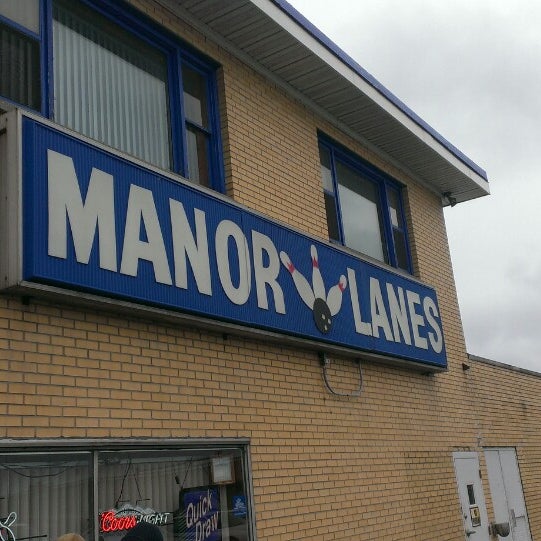 MANOR LANES
Coors LIGHT
Quick
Draw